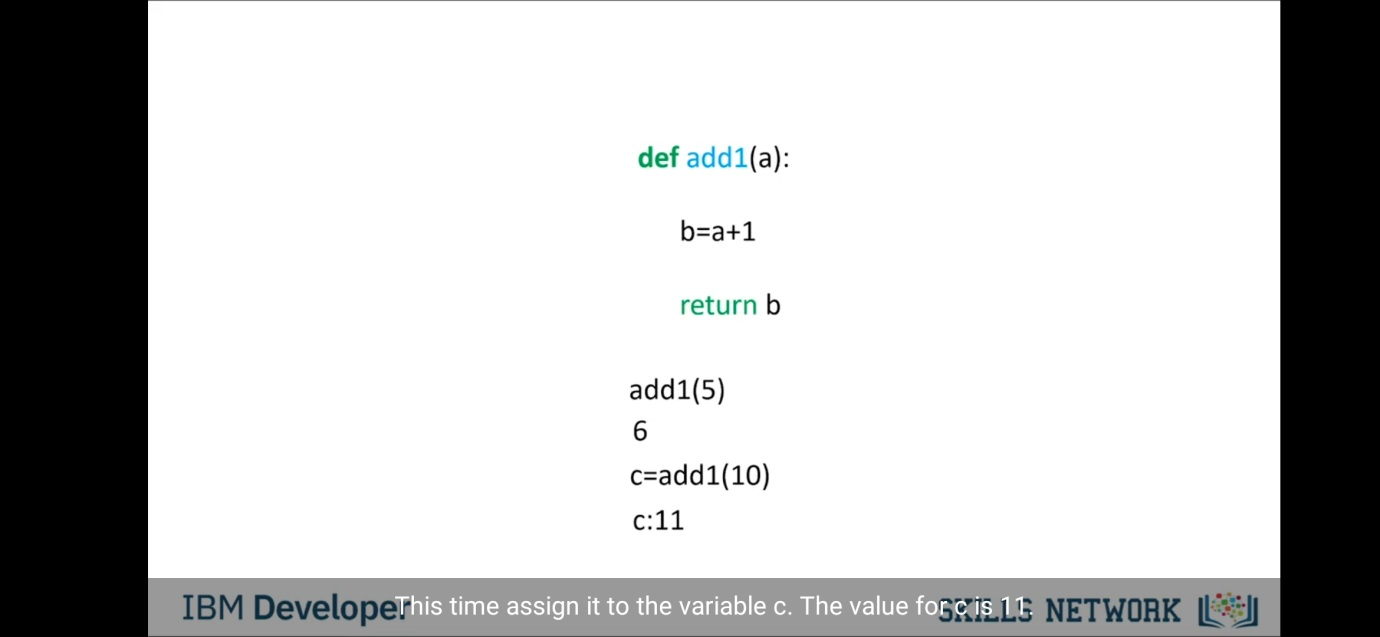 def add1(a):
b=a+1
return b
add1(5)
6
c=add1(10)
c:11
IBM Developer
This time assign it to the variable c. The value for c is 11.
SKILLS NETWORK